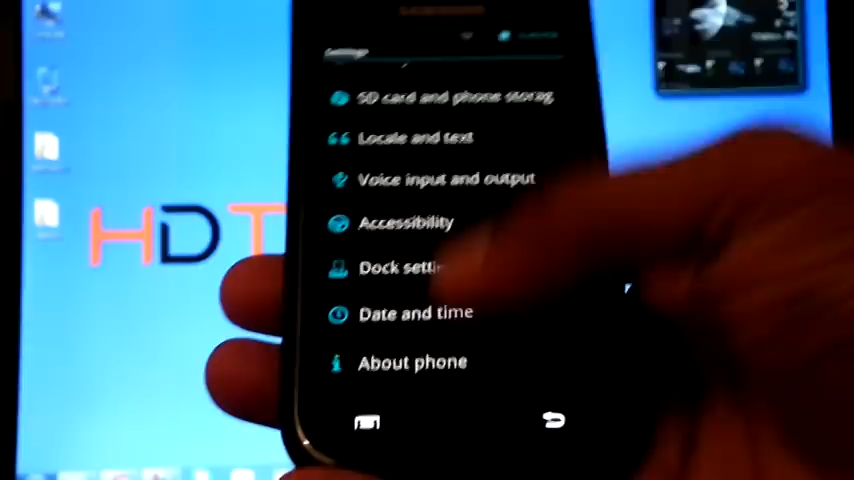 Settings
SD card and phone storag
Locale and text
Voice input and output
Accessibility
Dock setti
Date and time
About phone
HDT